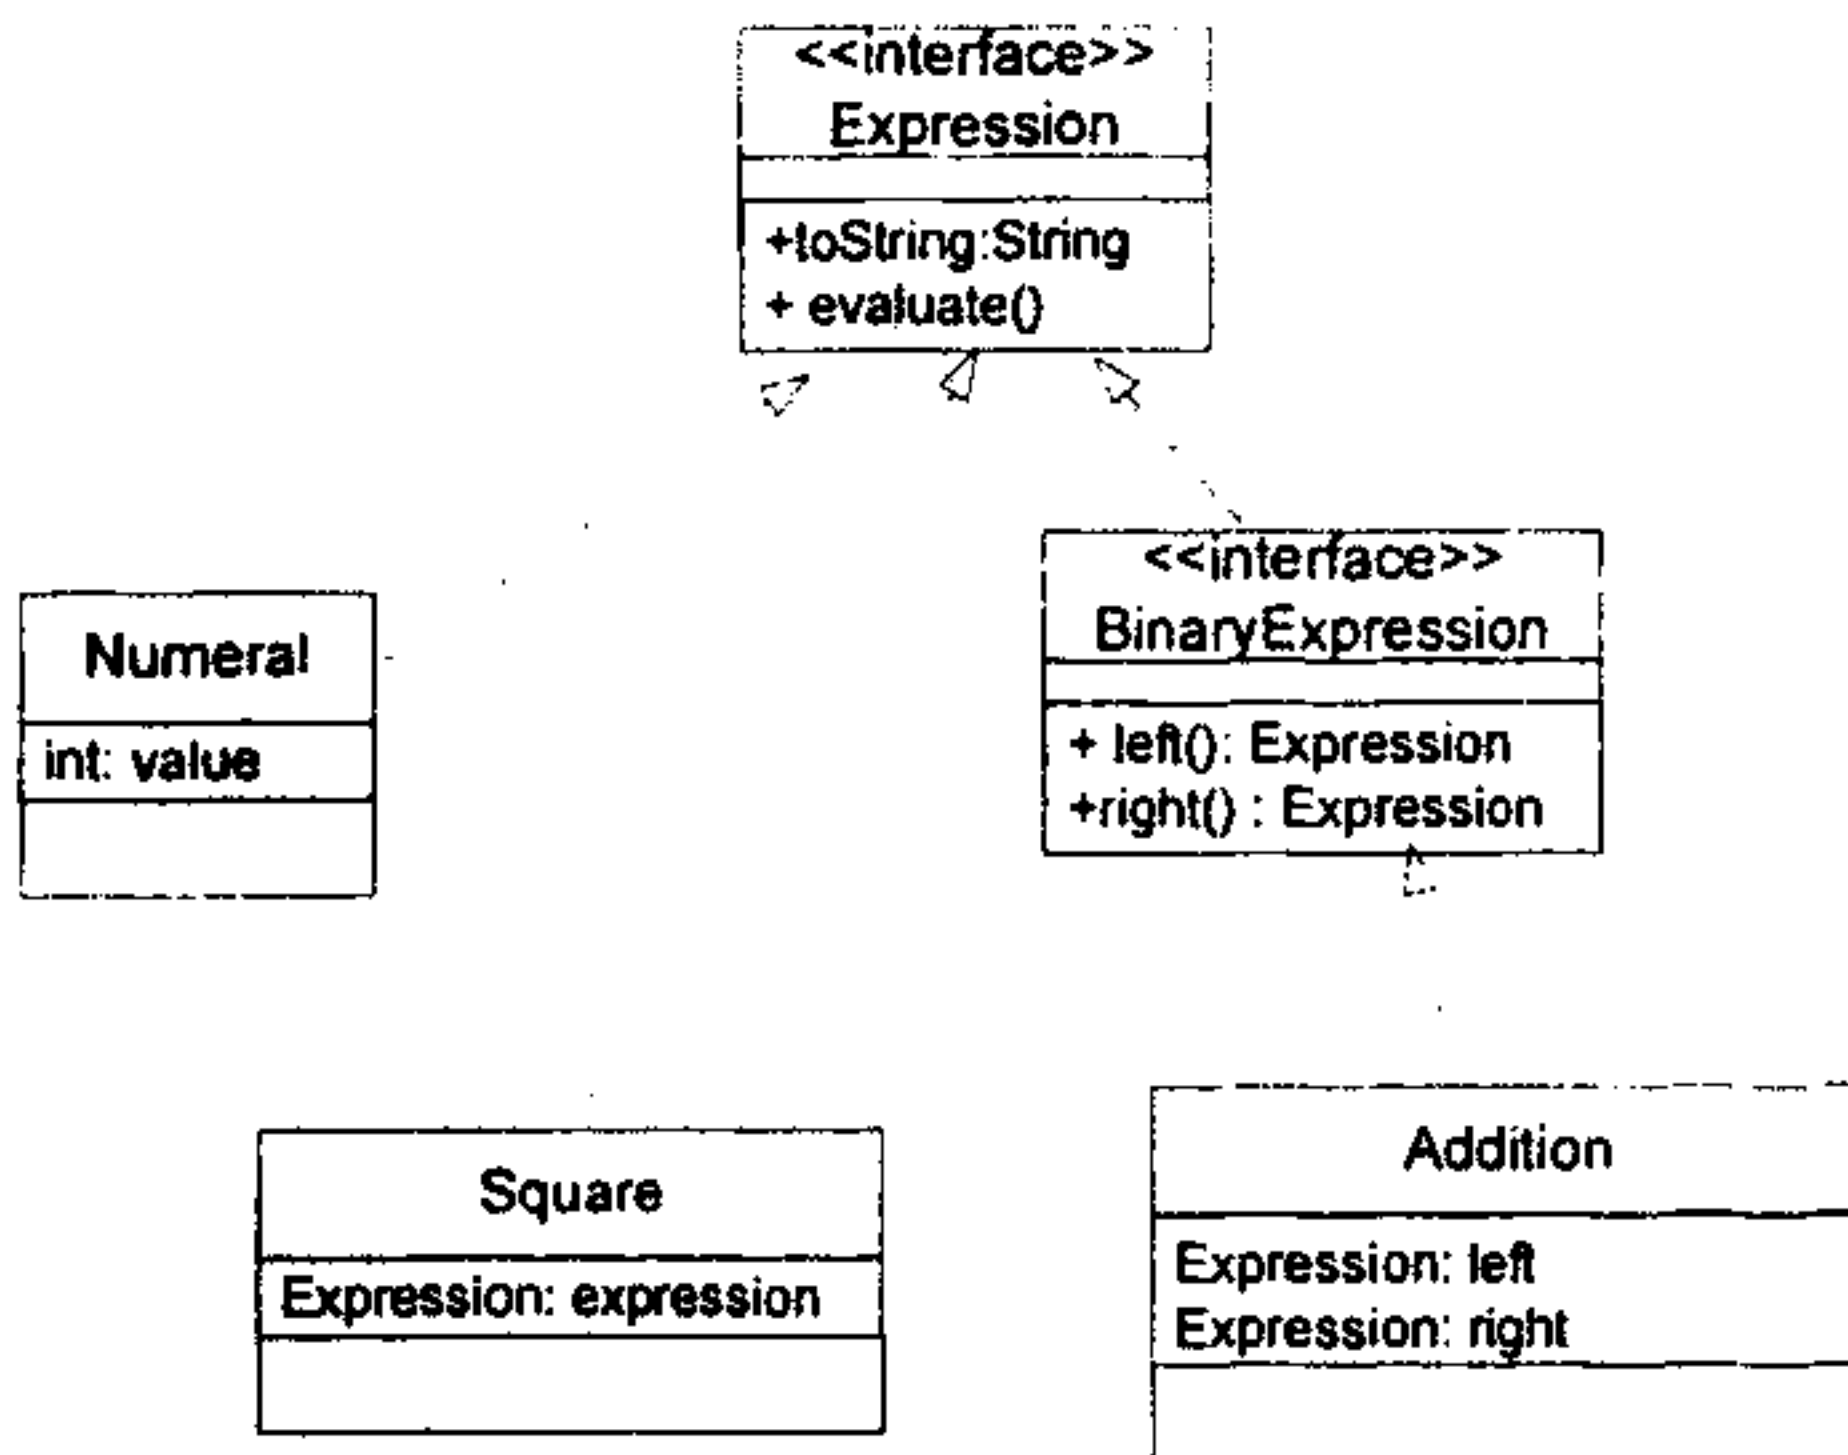 <<interface>>
Expression
+toString:String
+ evaluate()
<<interface>>
BinaryExpression
+ left(): Expression
+right() : Expression
Numeral
int: value
Square
Expression: expression
Addition
Expression: left
Expression: right